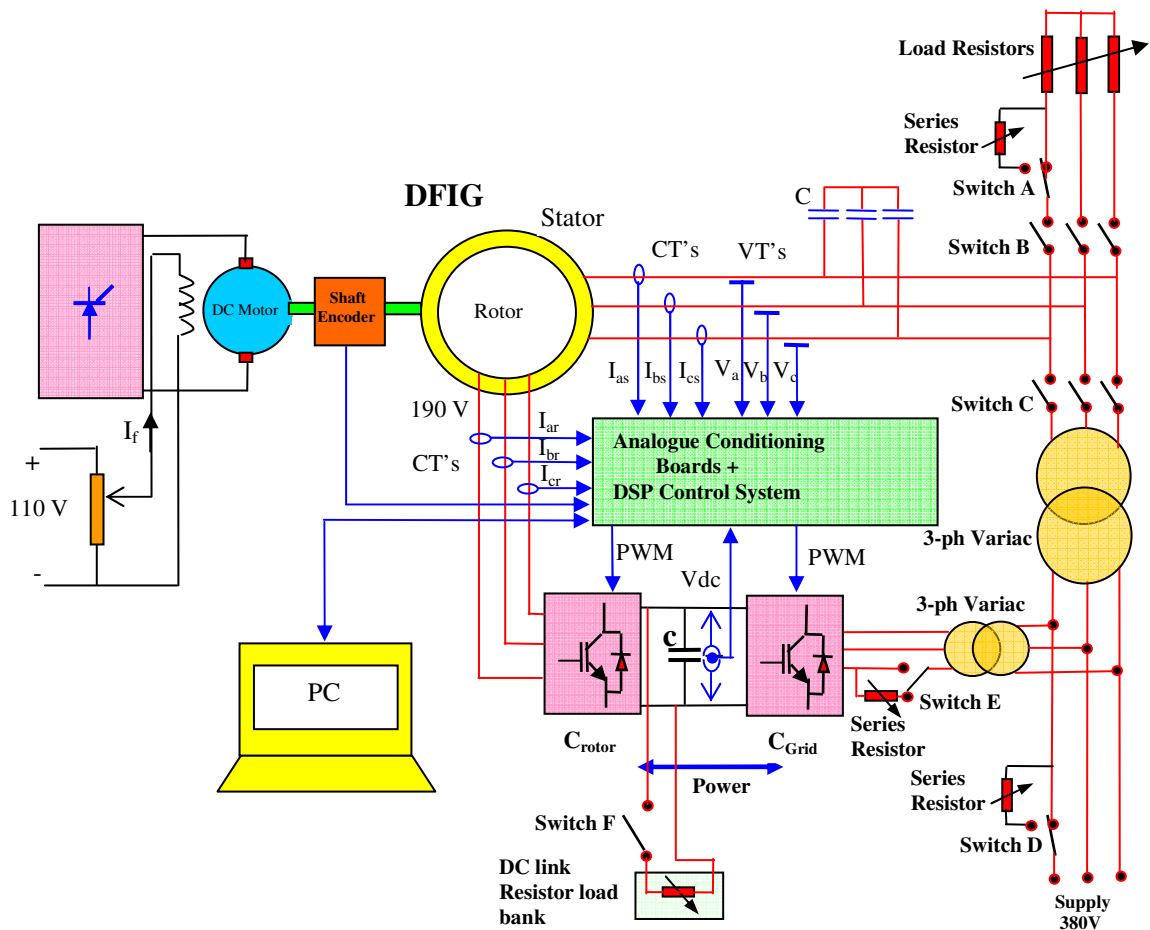 Load Resistors
Series
Resistor
Switch A
DFIG
Stator
C
CT's
VT's
Switch B
DC Motor
Shaft
Encoder
Rotor
Ias
Ibs
Ics
Va
Vb
Vc
Switch C
190 V
If
Iar
Ibr
Icr
CT's
Analogue Conditioning
Boards +
DSP Control System
+
110 V
-
3-ph Variac
PWM
Vdc
PWM
3-ph Variac
c
PC
Switch E
Series
Resistor
Crotor
CGrid
Power
Series
Resistor
Switch F
Switch D
DC link
Resistor load
bank
Supply
380V